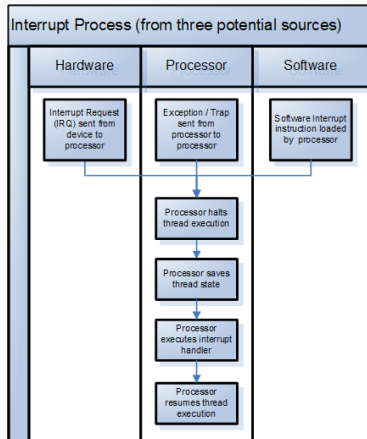 Interrupt Process (from three potential sources)
Hardware
Processor
Software
Interrupt Request
(IRQ) sent from
device to
processor
Exception / Trap
sent from
processor to
processor
Software Interrupt
instruction loaded
by processor
Processor halts
thread execution
Processor saves
thread state
Processor
executes interrupt
handler
Processor
resumes thread
execution